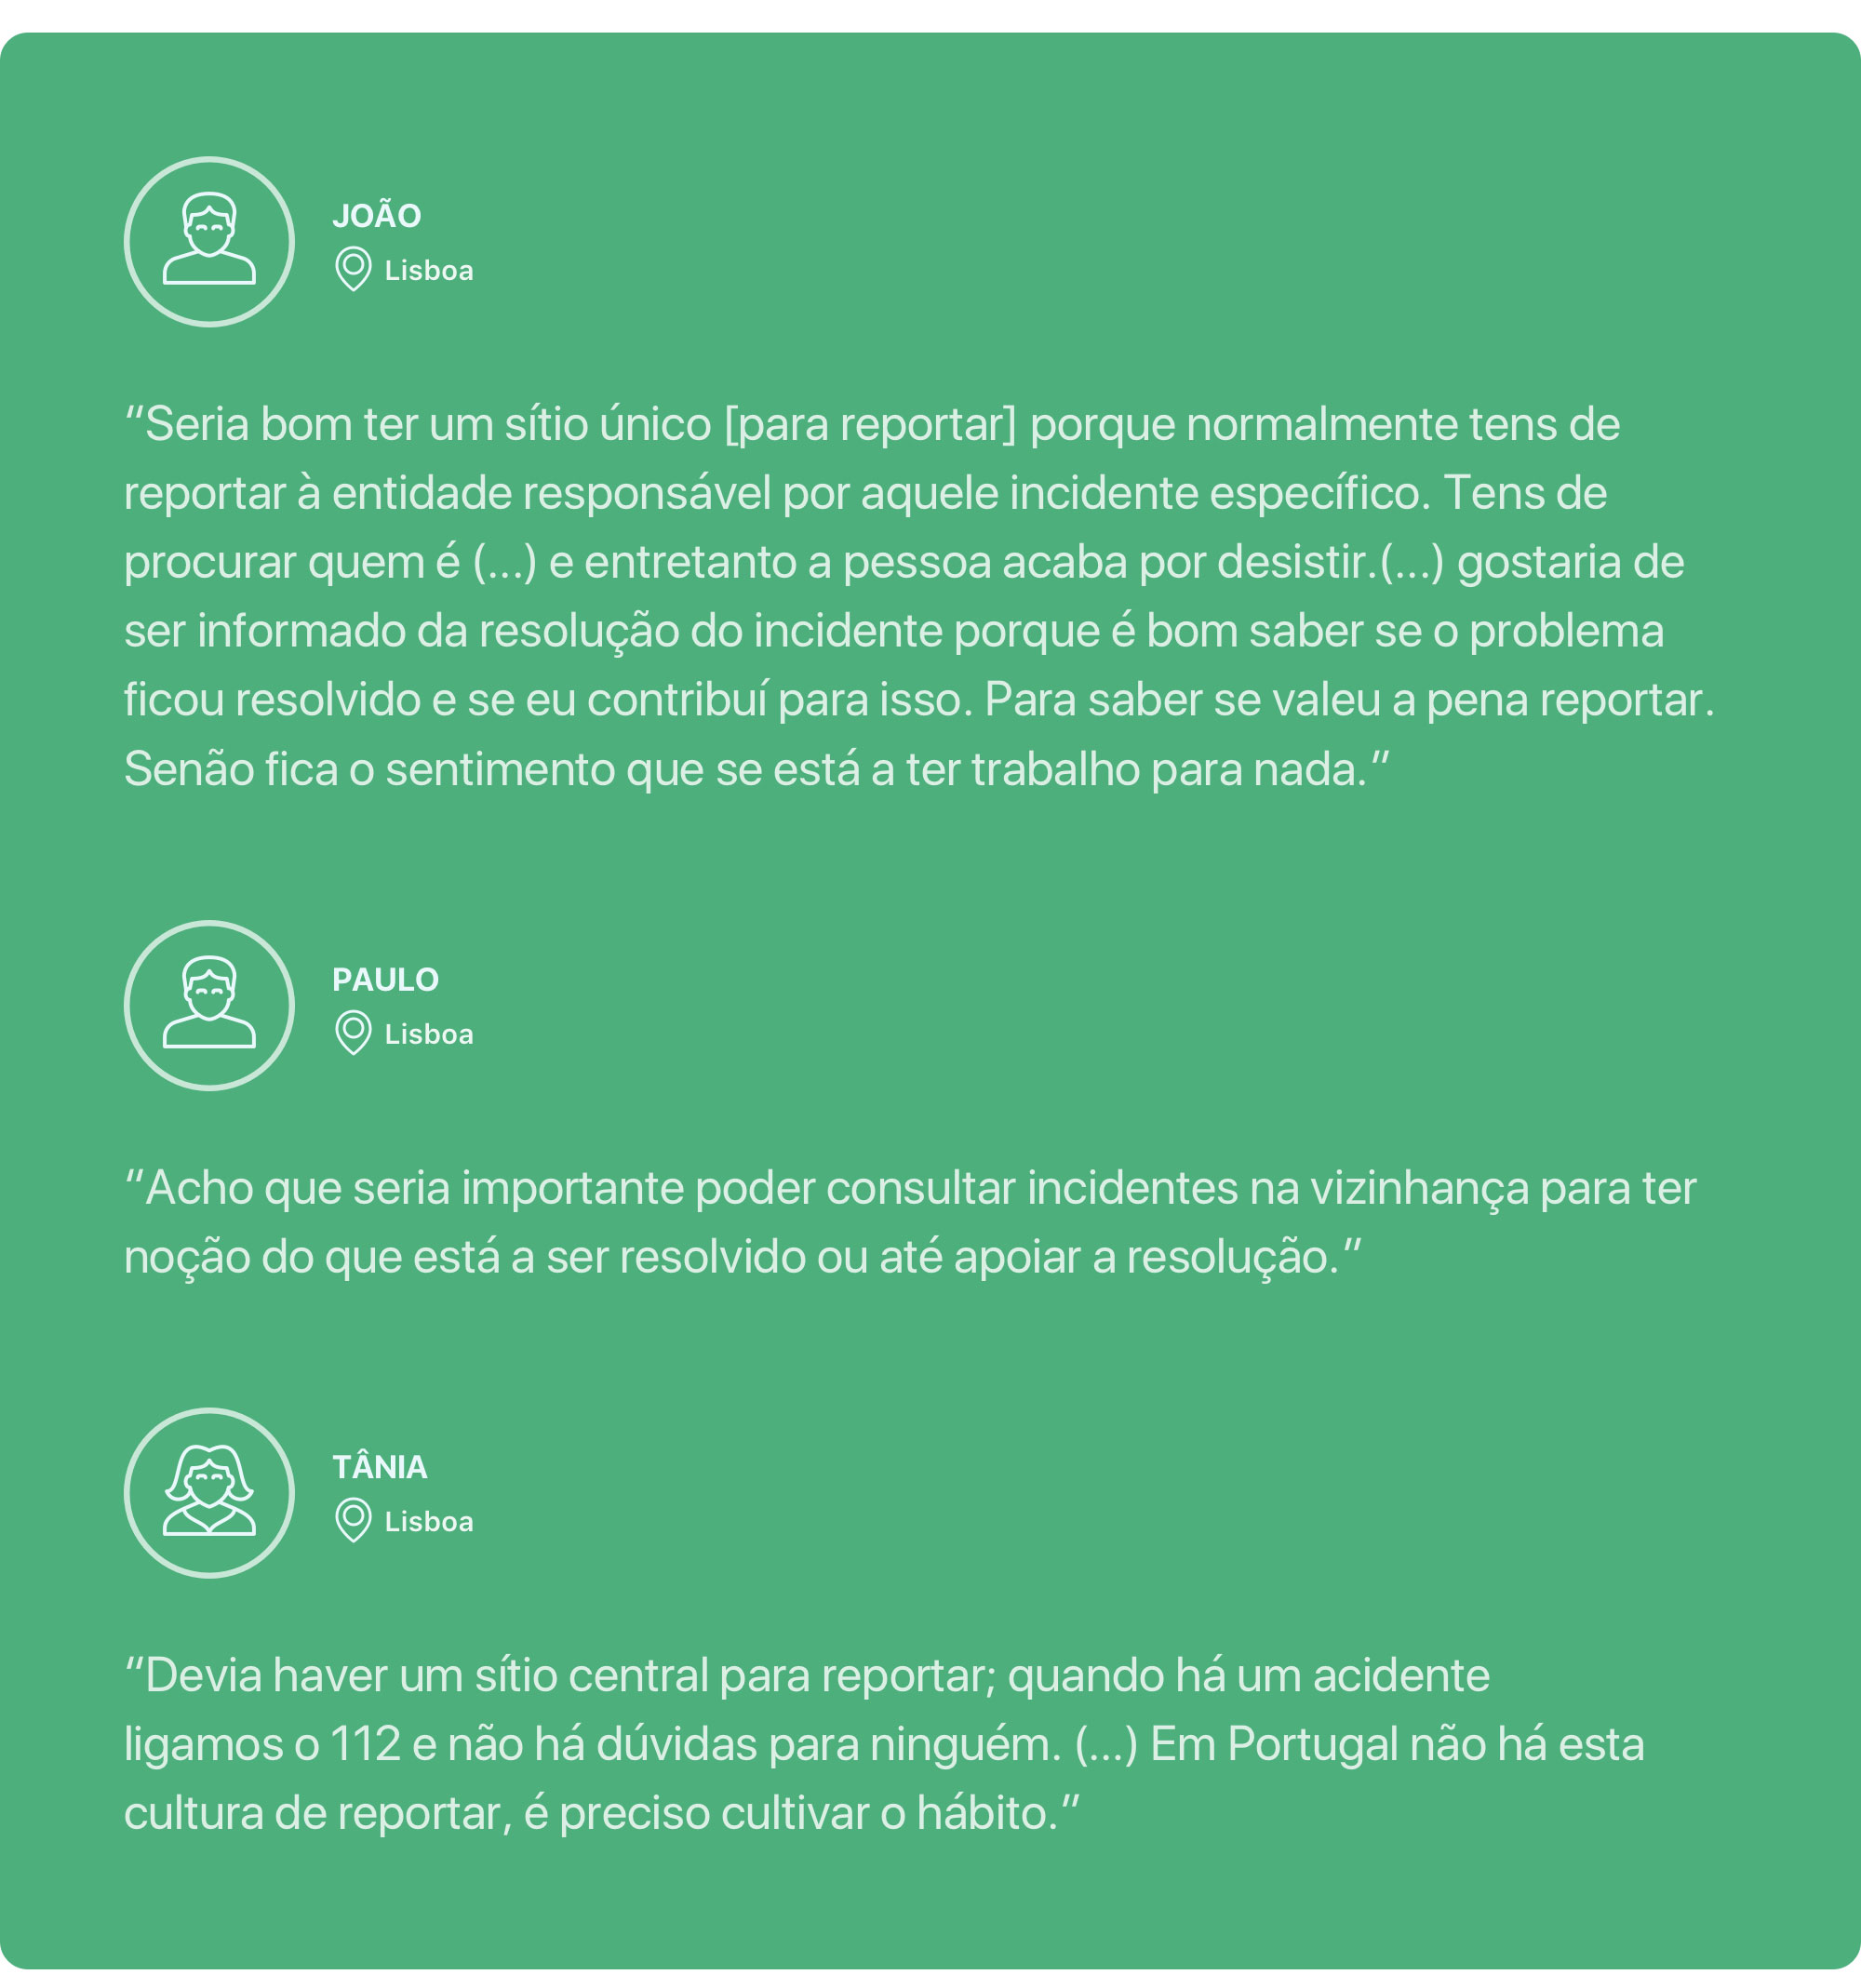 JOÃO
Lisboa
“Seria bom ter um sítio único [para reportar] porque normalmente tens de
reportar à entidade responsável por aquele incidente específico. Tens de
procurar quem é (...) e entretanto a pessoa acaba por desistir.(...) gostaria de
ser informado da resolução do incidente porque é bom saber se o problema
ficou resolvido e se eu contribuí para isso. Para saber se valeu a pena reportar.
Senão fica o sentimento que se está a ter trabalho para nada.”
PAULO
Lisboa
“Acho que seria importante poder consultar incidentes na vizinhança para ter
noção do que está a ser resolvido ou até apoiar a resolução.”
TÂNIA
Lisboa
“Devia haver um sítio central para reportar; quando há um acidente
ligamos o 112 e não há dúvidas para ninguém. (...) Em Portugal não há esta
cultura de reportar, é preciso cultivar o hábito.”